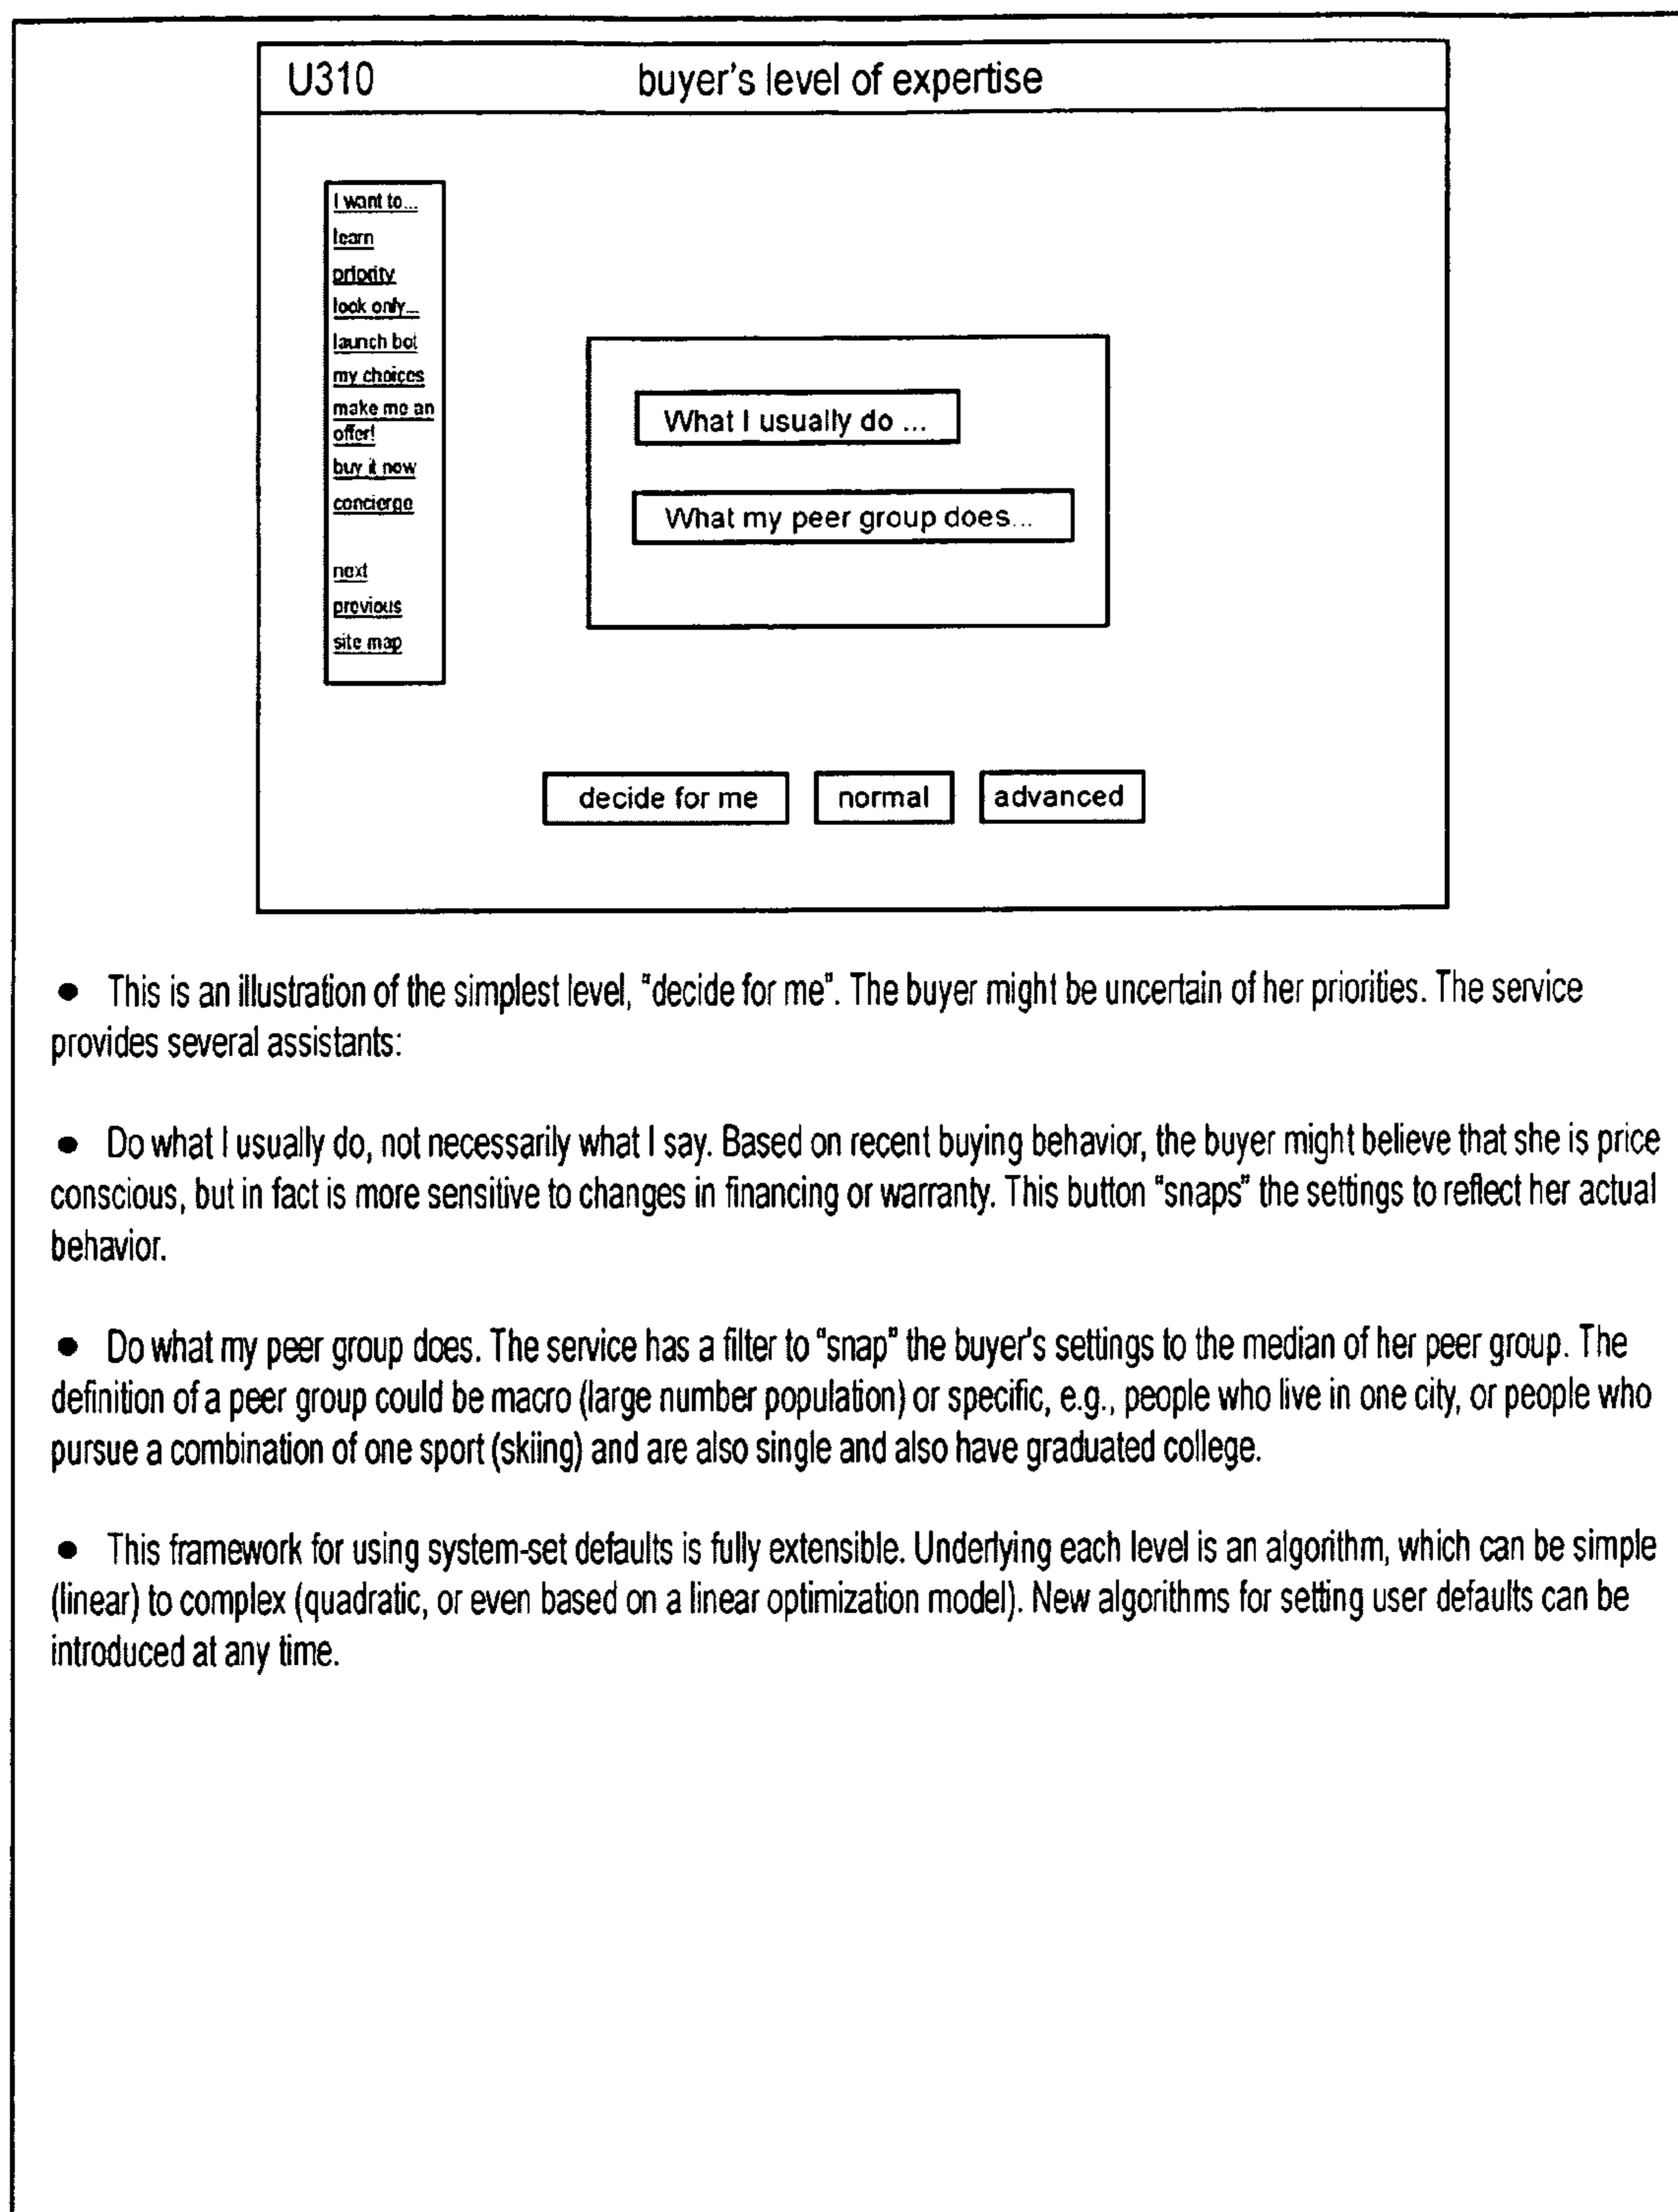 U310 buyer's level of expertise
I want to...
learn
priority
look only...
launch bot
my choices
make me an
offer!
buy it now
concierge
next
previous
site map
What I usually do ...
What my peer group does...
decide for me normal advanced
• This is an illustration of the simplest level, "decide for me". The buyer might be uncertain of her priorities. The service
provides several assistants:
• Do what I usually do, not necessarily what I say. Based on recent buying behavior, the buyer might believe that she is price
conscious, but in fact is more sensitive to changes in financing or warranty. This button "snaps" the settings to reflect her actual
behavior.
• Do what my peer group does. The service has a filter to "snap" the buyer's settings to the median of her peer group. The
definition of a peer group could be macro (large number population) or specific, e.g., people who live in one city, or people who
pursue a combination of one sport (skiing) and are also single and also have graduated college.
• This framework for using system-set defaults is fully extensible. Underlying each level is an algorithm, which can be simple
(linear) to complex (quadratic, or even based on a linear optimization model). New algorithms for setting user defaults can be
introduced at any time.